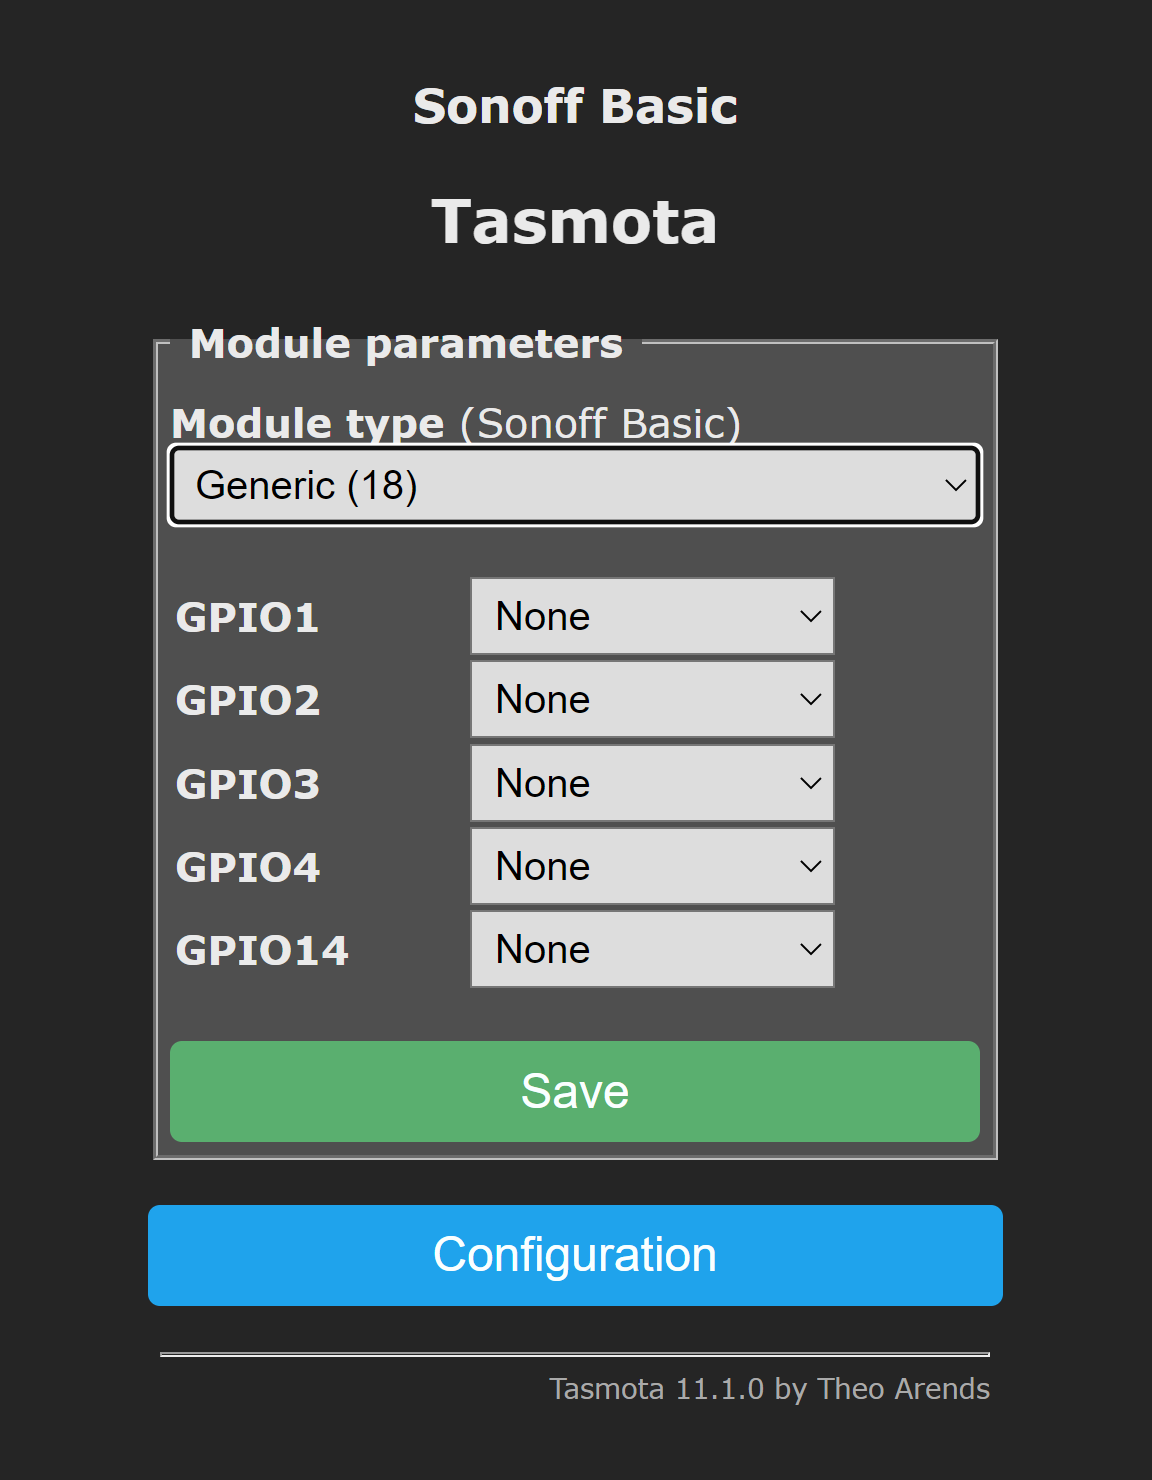 Sonoff Basic
Tasmota
Module parameters
Module type (Sonoff Basic)
Generic (18)
GPIO1 None
GPIO2 None
GPIO3 None
GPIO4 None
GPIO14 None
Save
Configuration
Tasmota 11.1.0 by Theo Arends